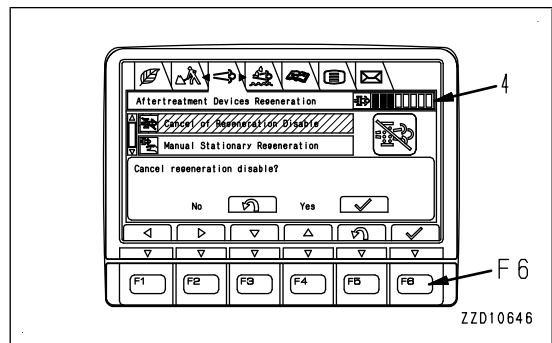 4
Aftertreatment Devices Regeneration
Cancel of Regeneration Disable
Manual Stationary Regeneration
Cancel regeneration disable?
No Yes
F1 F2 F3 F4 F5 F6
F6
ZZD10646